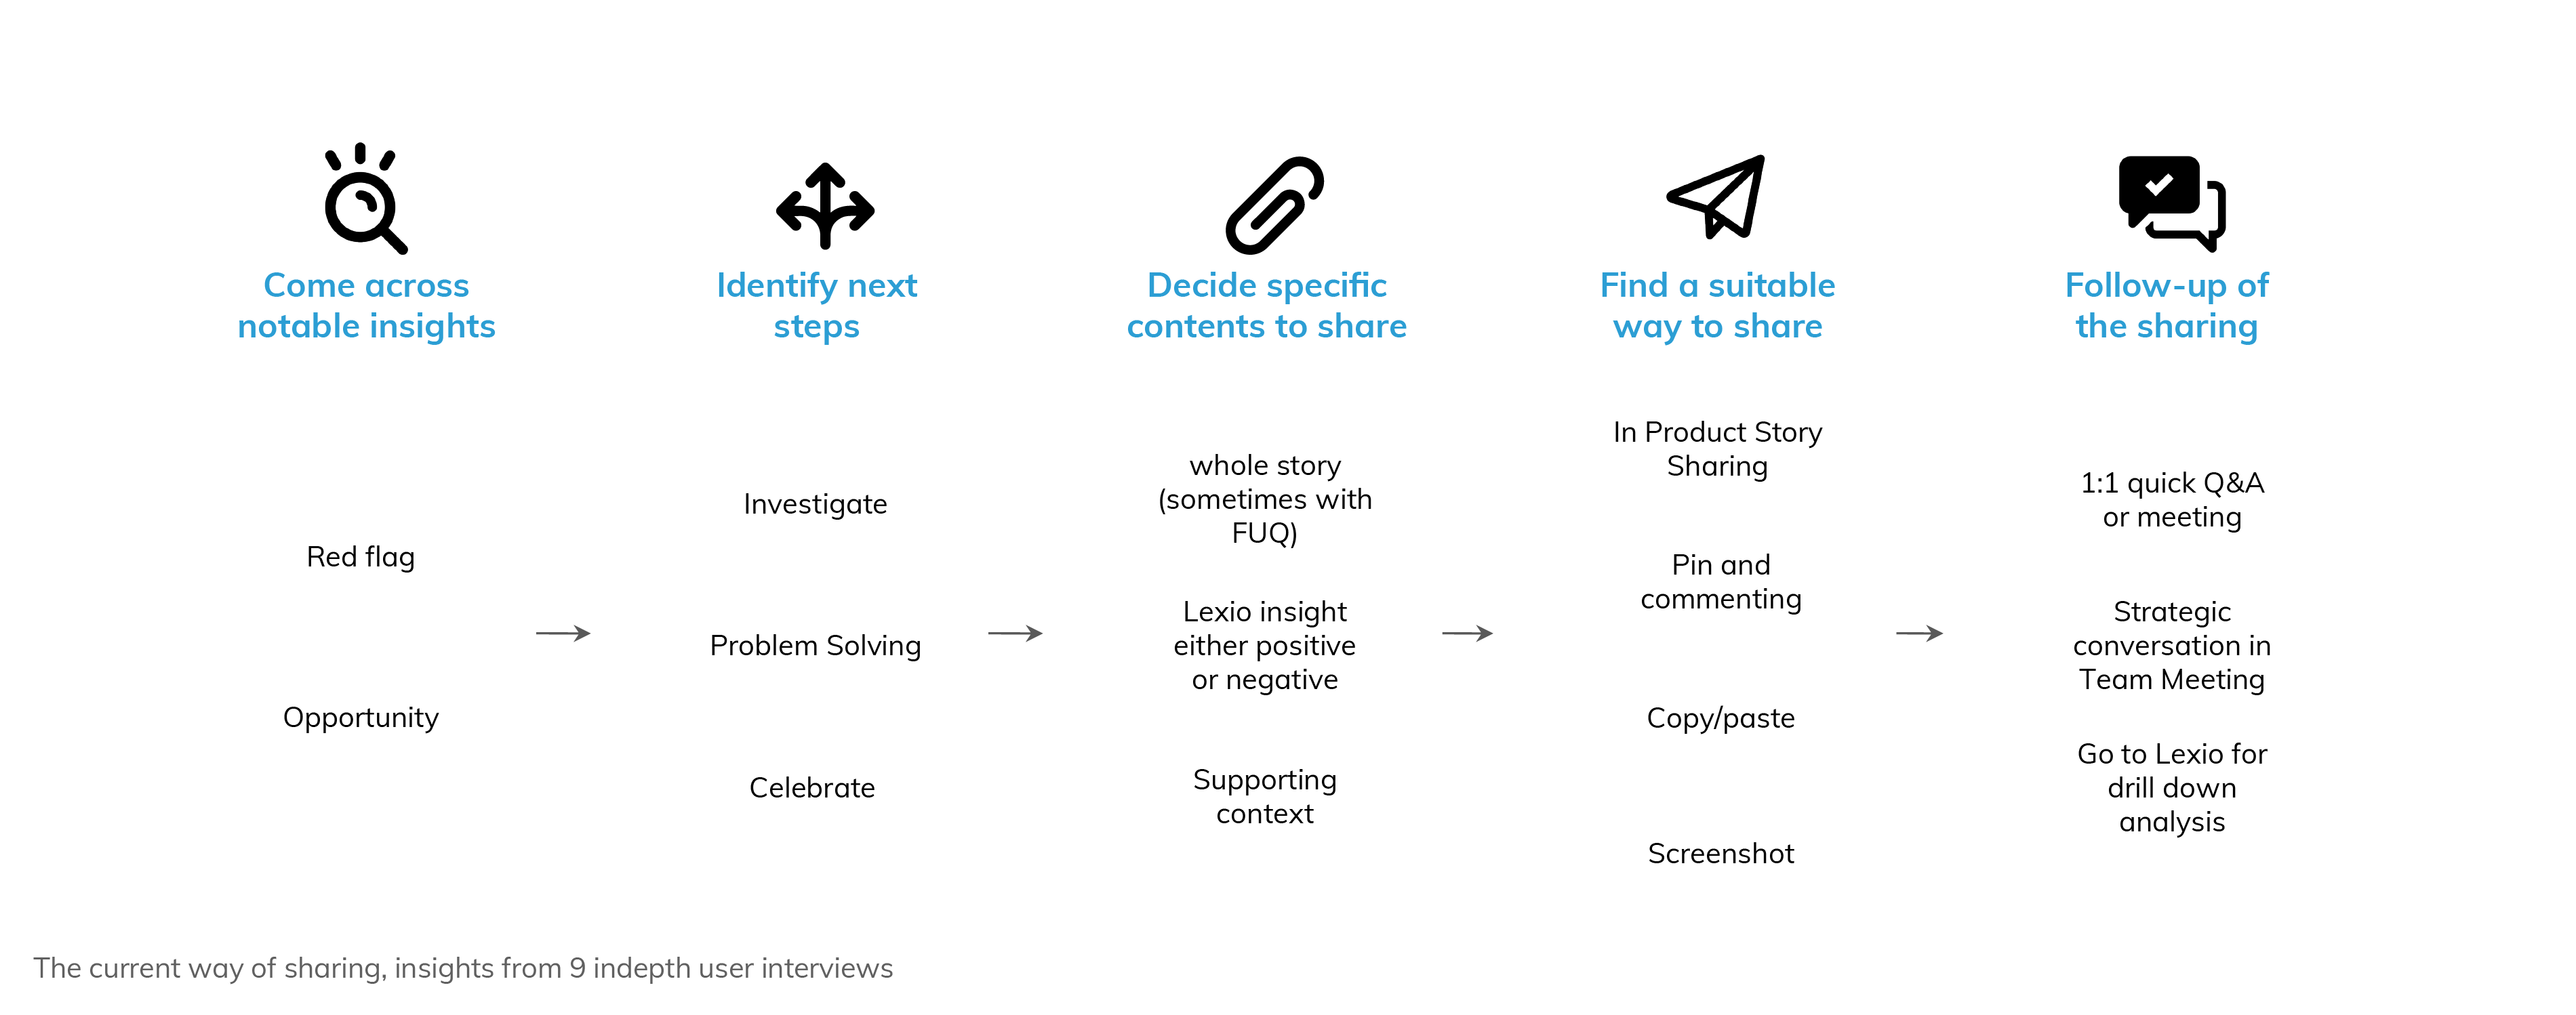 Come across
notable insights
Identify next
steps
Decide specific
contents to share
Find a suitable
way to share
Follow-up of
the sharing
Red flag
Opportunity
Investigate
Problem Solving
Celebrate
whole story
(sometimes with
FUQ)
Lexio insight
either positive
or negative
Supporting
context
In Product Story
Sharing
Pin and
commenting
Copy/paste
Screenshot
1:1 quick Q&A
or meeting
Strategic
conversation in
Team Meeting
Go to Lexio for
drill down
analysis
The current way of sharing, insights from 9 indepth user interviews